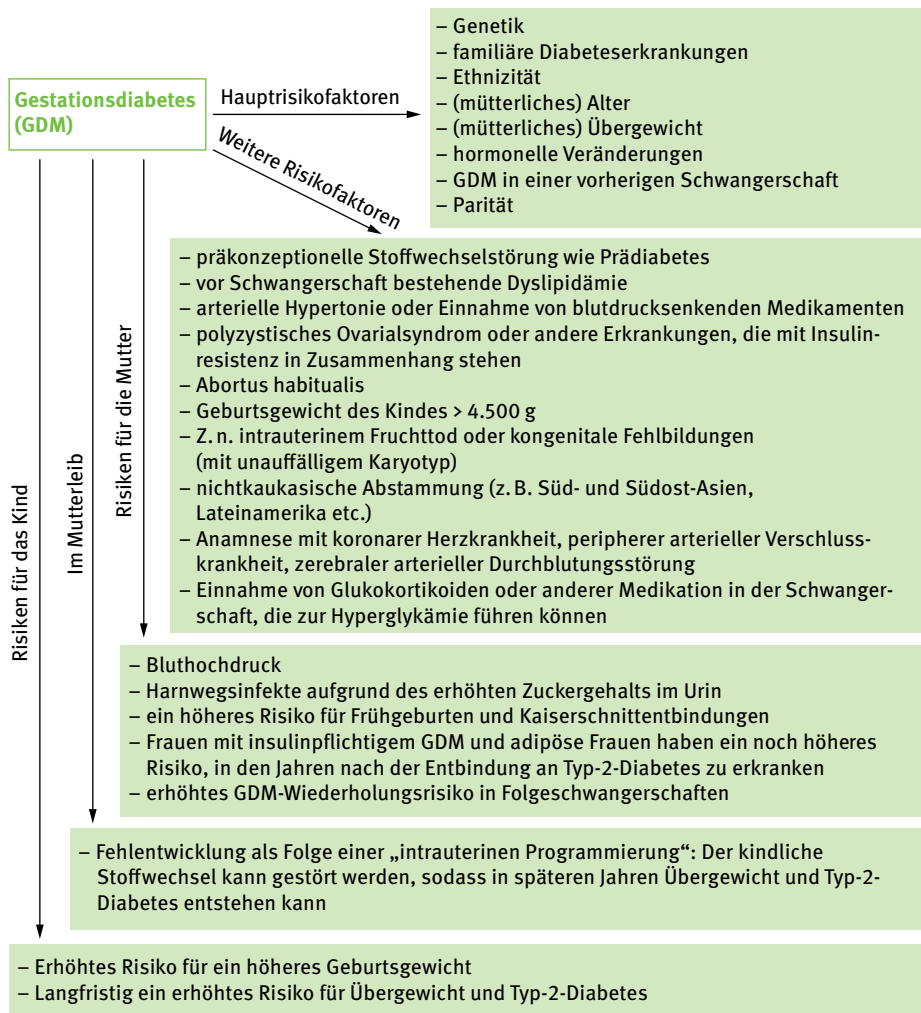 Gestationsdiabetes
(GDM)
Hauptrisikofaktoren
– Genetik
– familiäre Diabeteserkrankungen
– Ethnizität
– (mütterliches) Alter
– (mütterliches) Übergewicht
– hormonelle Veränderungen
– GDM in einer vorherigen Schwangerschaft
– Parität
Weitere Risikofaktoren
– präkonzeptionelle Stoffwechselstörung wie Prädiabetes
– vor Schwangerschaft bestehende Dyslipidämie
– arterielle Hypertonie oder Einnahme von blutdrucksenkenden Medikamenten
– polyzystisches Ovarialsyndrom oder andere Erkrankungen, die mit Insulin-
resistenz in Zusammenhang stehen
– Abortus habitualis
– Geburtsgewicht des Kindes > 4.500 g
– Z. n. intrauterinem Fruchttod oder kongenitale Fehlbildungen
(mit unauffälligem Karyotyp)
– nichtkaukasische Abstammung (z. B. Süd- und Südost-Asien,
Lateinamerika etc.)
– Anamnese mit koronarer Herzkrankheit, peripherer arterieller Verschluss-
krankheit, zerebraler arterieller Durchblutungsstörung
– Einnahme von Glukokortikoiden oder anderer Medikation in der Schwanger-
schaft, die zur Hyperglykämie führen können
Risiken für die Mutter
– Bluthochdruck
– Harnwegsinfekte aufgrund des erhöhten Zuckergehalts im Urin
– ein höheres Risiko für Frühgeburten und Kaiserschnittentbindungen
– Frauen mit insulinpflichtigem GDM und adipöse Frauen haben ein noch höheres
Risiko, in den Jahren nach der Entbindung an Typ-2-Diabetes zu erkranken
– erhöhtes GDM-Wiederholungsrisiko in Folgeschwangerschaften
Im Mutterleib
– Fehlentwicklung als Folge einer „intrauterinen Programmierung“: Der kindliche
Stoffwechsel kann gestört werden, sodass in späteren Jahren Übergewicht und Typ-2-
Diabetes entstehen kann
Risiken für das Kind
– Erhöhtes Risiko für ein höheres Geburtsgewicht
– Langfristig ein erhöhtes Risiko für Übergewicht und Typ-2-Diabetes